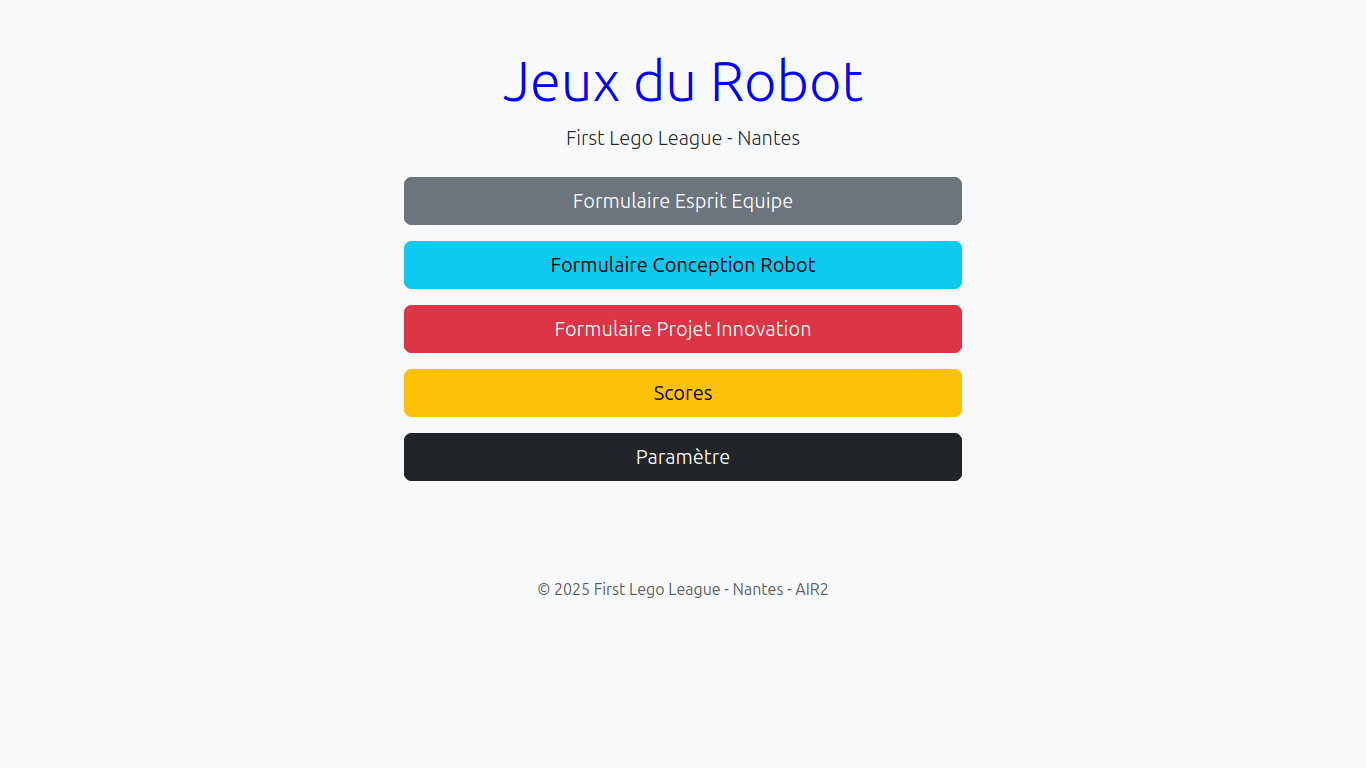 Jeux du Robot
First Lego League - Nantes
Formulaire Esprit Equipe
Formulaire Conception Robot
Formulaire Projet Innovation
Scores
Paramètre
© 2025 First Lego League - Nantes - AIR2